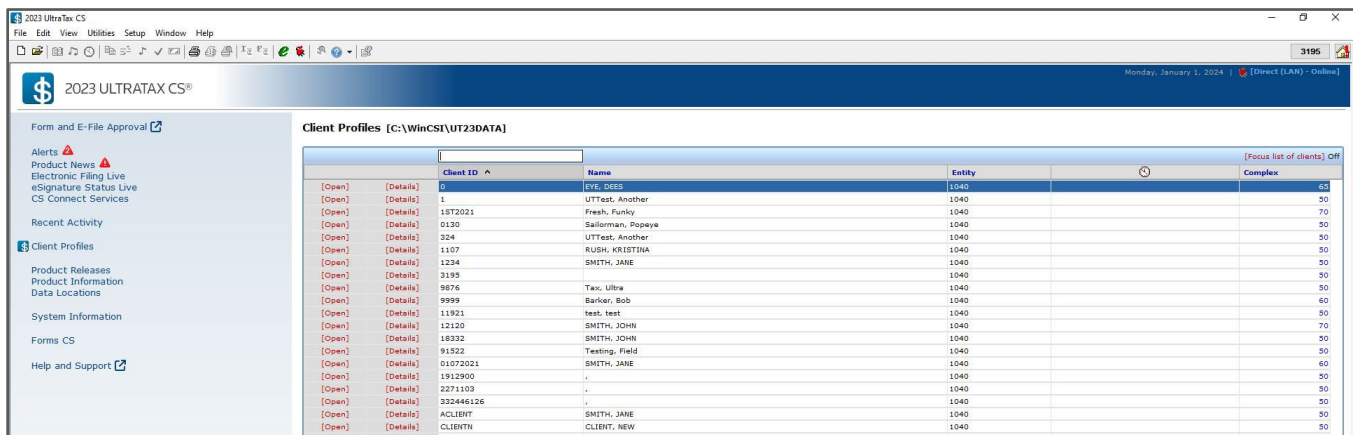 2023 UltraTax CS
File Edit View Utilities Setup Window Help
3195
2023 ULTRATAX CS®
Monday, January 1, 2024 | [Direct (LAN) - Online]
Form and E-File Approval
Alerts 2
Product News
Electronic Filing Live
eSignature Status Live
CS Connect Services
Recent Activity
Client Profiles
Product Releases
Product Information
Data Locations
System Information
Forms CS
Help and Support
Client Profiles [C:\WinCSI\UT23DATA]
[Focus list of clients] Off
Client ID Name Entity Complex
[Open] [Details] 0 EYE, DEES 1040 65
[Open] [Details] 1 UTTest, Another 1040 50
[Open] [Details] 1ST2021 Fresh, Funky 1040 70
[Open] [Details] 0130 Sailorman, Popeye 1040 50
[Open] [Details] 324 UTTest, Another 1040 50
[Open] [Details] 1107 RUSH, KRISTINA 1040 50
[Open] [Details] 1234 SMITH, JANE 1040 50
[Open] [Details] 3195 1040 50
[Open] [Details] 9876 Tax, Ultra 1040 50
[Open] [Details] 9999 Barker, Bob 1040 60
[Open] [Details] 11921 test, test 1040 50
[Open] [Details] 12120 SMITH, JOHN 1040 70
[Open] [Details] 18332 SMITH, JOHN 1040 50
[Open] [Details] 91522 Testing, Field 1040 50
[Open] [Details] 01072021 SMITH, JANE 1040 60
[Open] [Details] 1912900 , 1040 50
[Open] [Details] 2271103 , 1040 50
[Open] [Details] 332446126 , 1040 50
[Open] [Details] ACLIENT SMITH, JANE 1040 50
[Open] [Details] CLIENTN CLIENT, NEW 1040 50